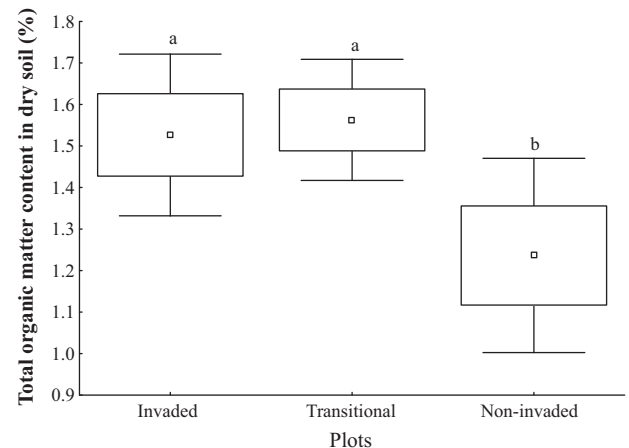 Total organic matter content in dry soil (%)
1.8
1.7
1.6
1.5
1.4
1.3
1.2
1.1
1.0
0.9
a
a
b
Invaded
Transitional
Non-invaded
Plots